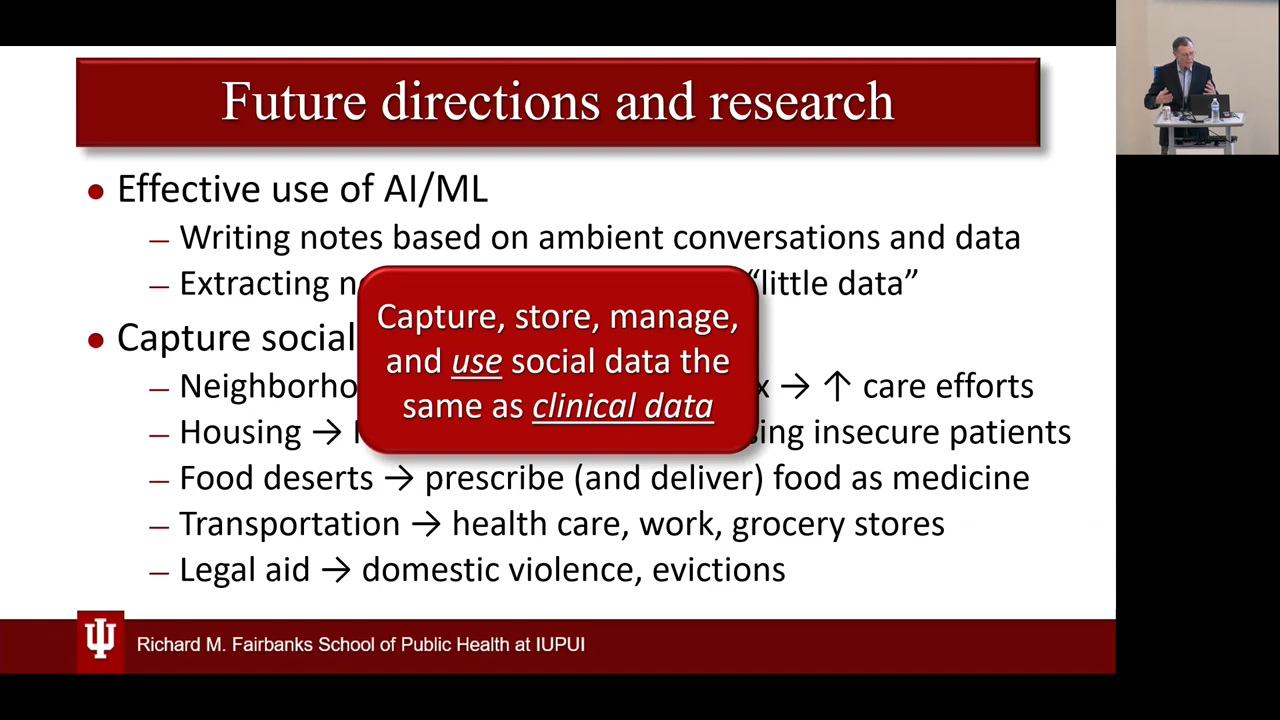 Future directions and research
• Effective use of AI/ML
– Writing notes based on ambient conversations and data
– Extracting “little data”
• Capture social
– → ↑ care efforts
– Housing → insecure patients
– Food deserts → prescribe (and deliver) food as medicine
– Transportation → health care, work, grocery stores
– Legal aid → domestic violence, evictions
Capture, store, manage,
and use social data the
same as clinical data
Richard M. Fairbanks School of Public Health at IUPUI